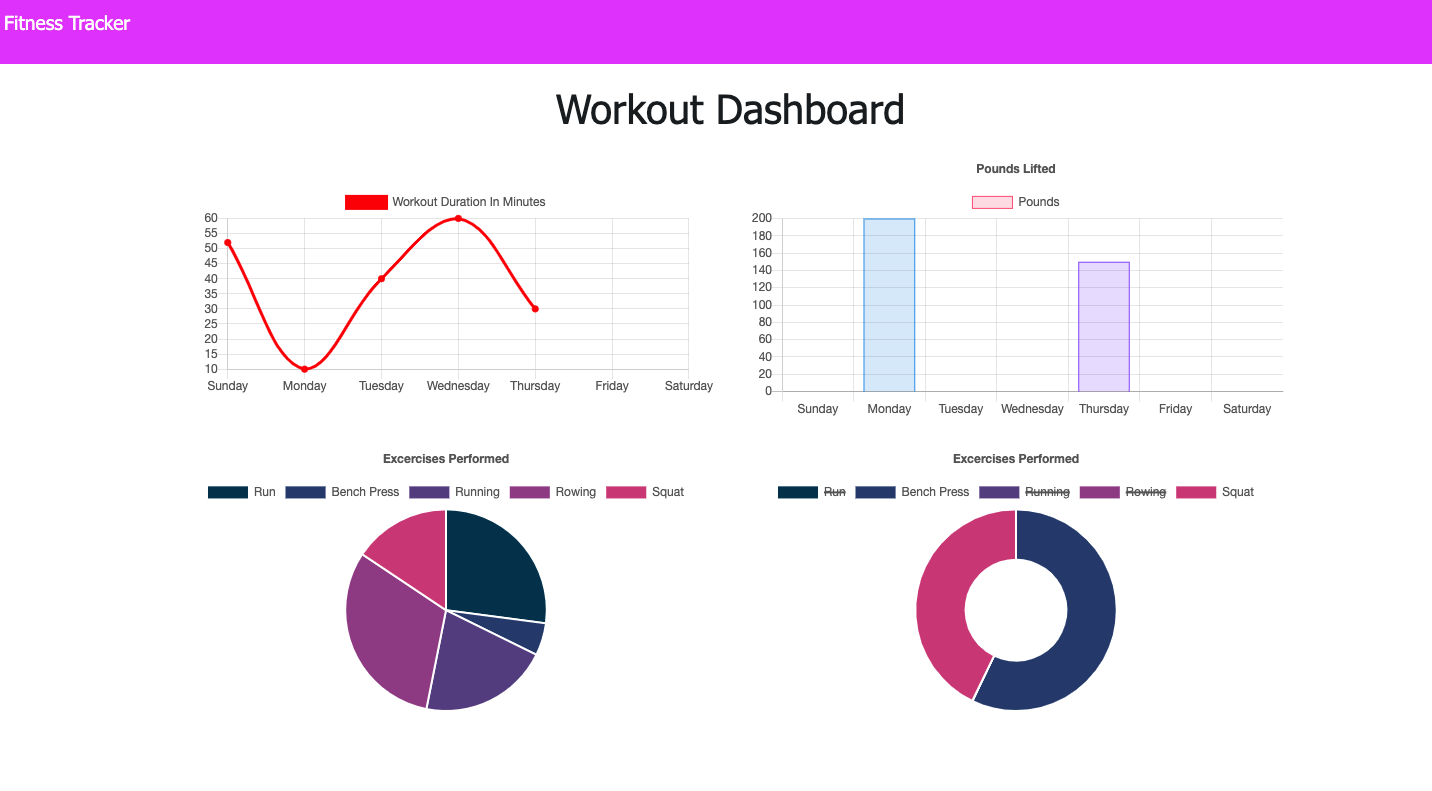 Fitness Tracker
Workout Dashboard
Workout Duration In Minutes
60
55
50
45
40
35
30
25
20
15
10
Sunday Monday Tuesday Wednesday Thursday Friday Saturday
Pounds Lifted
Pounds
200
180
160
140
120
100
80
60
40
20
0
Sunday Monday Tuesday Wednesday Thursday Friday Saturday
Excercises Performed
Run Bench Press Running Rowing Squat
Excercises Performed
Run Bench Press Running Rowing Squat